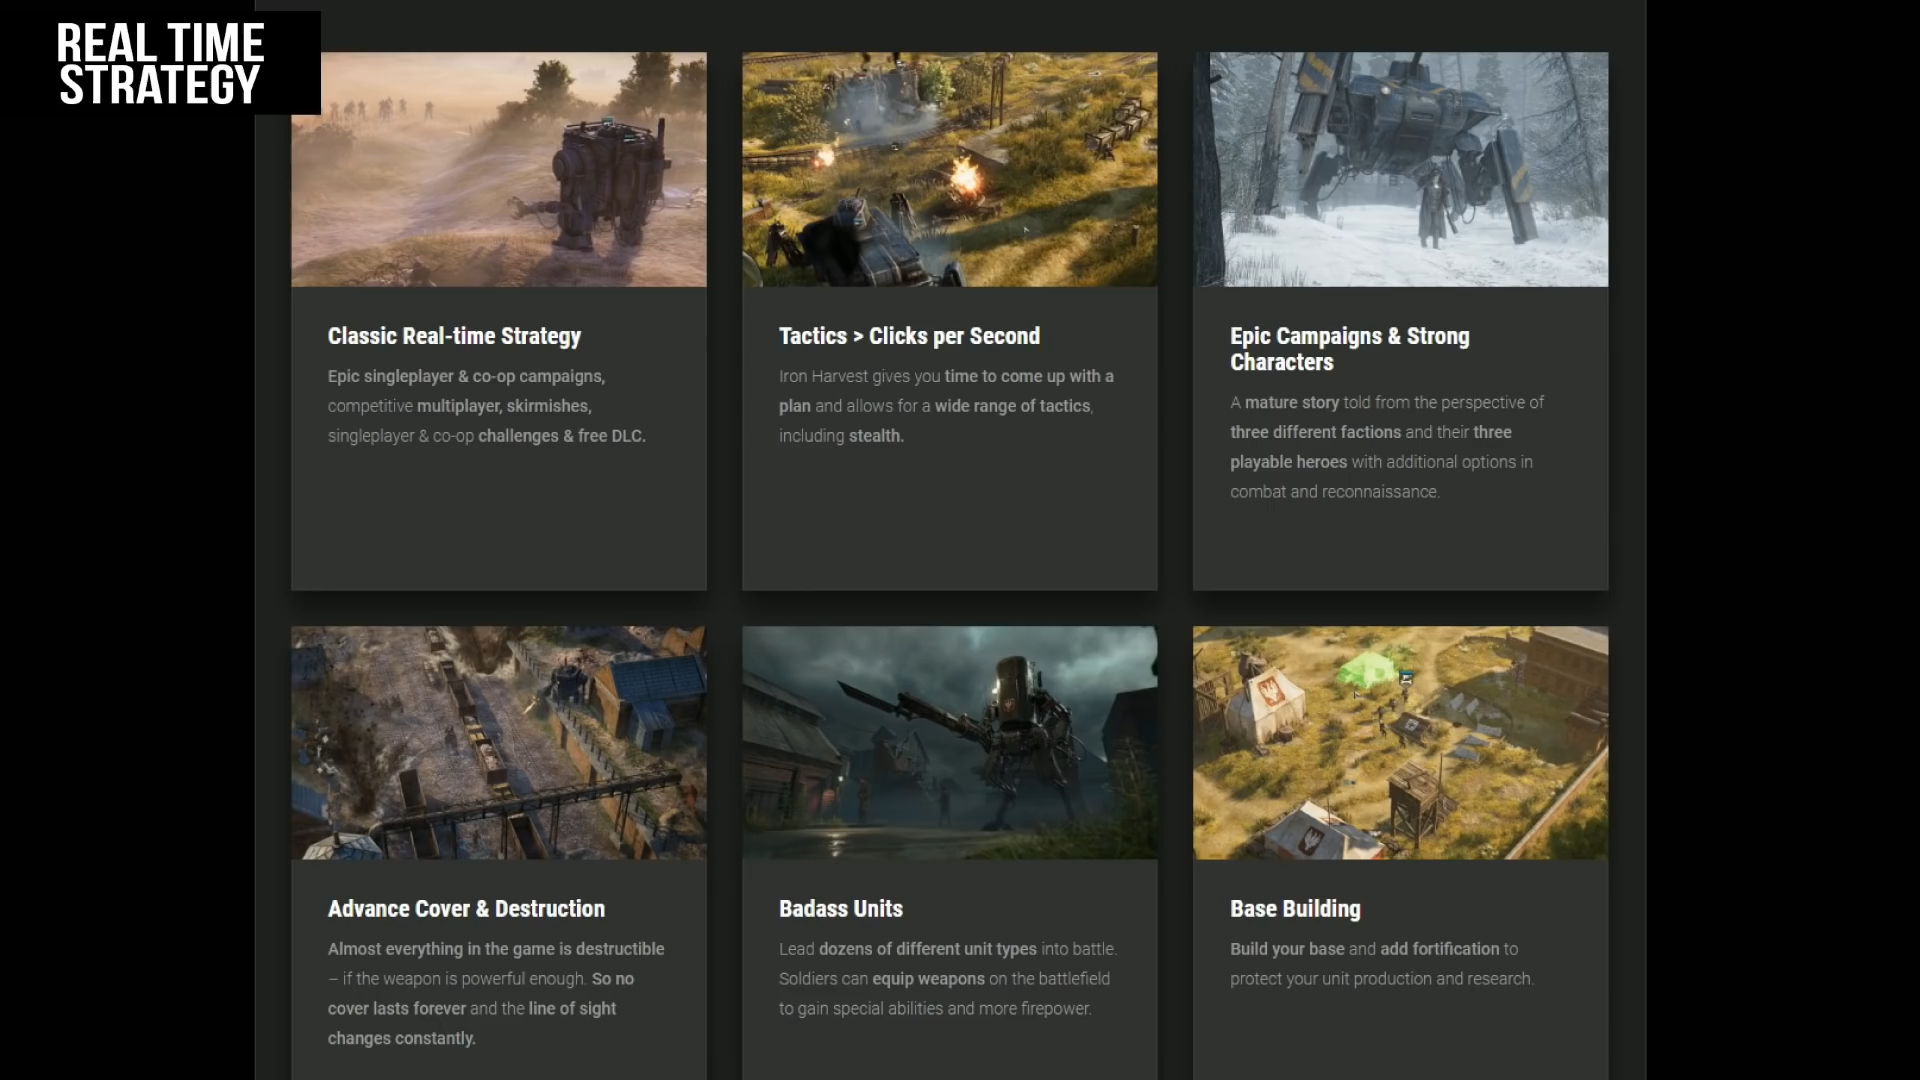 REAL TIME
STRATEGY
Classic Real-time Strategy
Epic singleplayer & co-op campaigns,
competitive multiplayer, skirmishes,
singleplayer & co-op challenges & free DLC.
Tactics > Clicks per Second
Iron Harvest gives you time to come up with a
plan and allows for a wide range of tactics,
including stealth.
Epic Campaigns & Strong
Characters
A mature story told from the perspective of
three different factions and their three
playable heroes with additional options in
combat and reconnaissance.
Advance Cover & Destruction
Almost everything in the game is destructible
– if the weapon is powerful enough. So no
cover lasts forever and the line of sight
changes constantly.
Badass Units
Lead dozens of different unit types into battle.
Soldiers can equip weapons on the battlefield
to gain special abilities and more firepower.
Base Building
Build your base and add fortification to
protect your unit production and research.